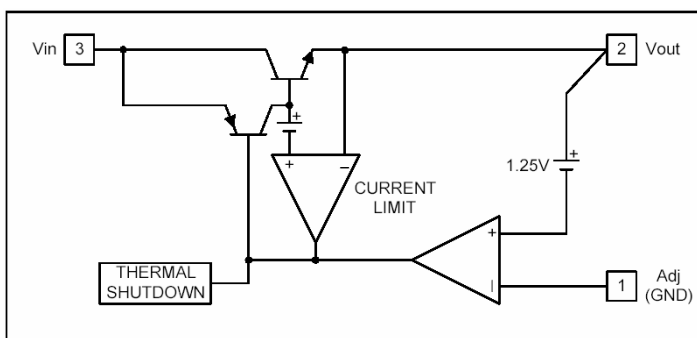 Vin 3
2 Vout
+
+ −
1.25V +
CURRENT
LIMIT
+
−
THERMAL
SHUTDOWN
1 Adj
(GND)